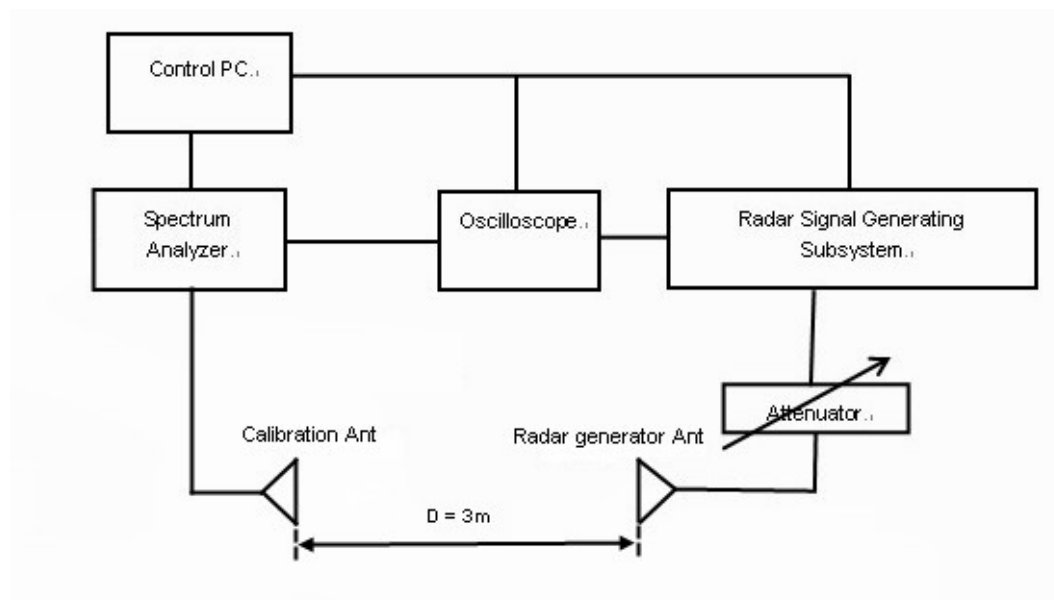 Control PC.
Spectrum
Analyzer.
Oscilloscope.
Radar Signal Generating
Subsystem.
Attenuator.
Calibration Ant
Radar generator Ant
D = 3m